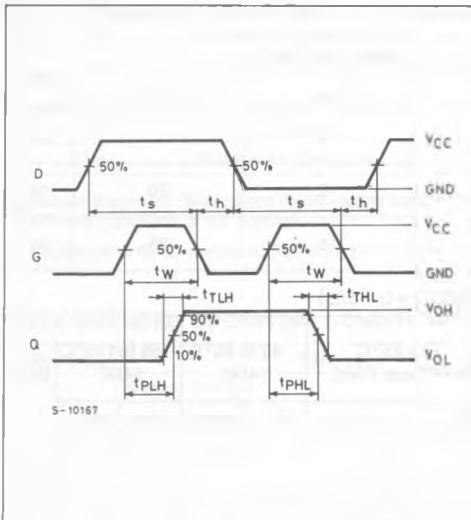 VCC
D 50% 50%
GND
ts th ts th
VCC
G 50% 50%
tW tW GND
tTLH tTHL
VOH
90%
Q 50%
10% VOL
tPLH tPHL
S-10167